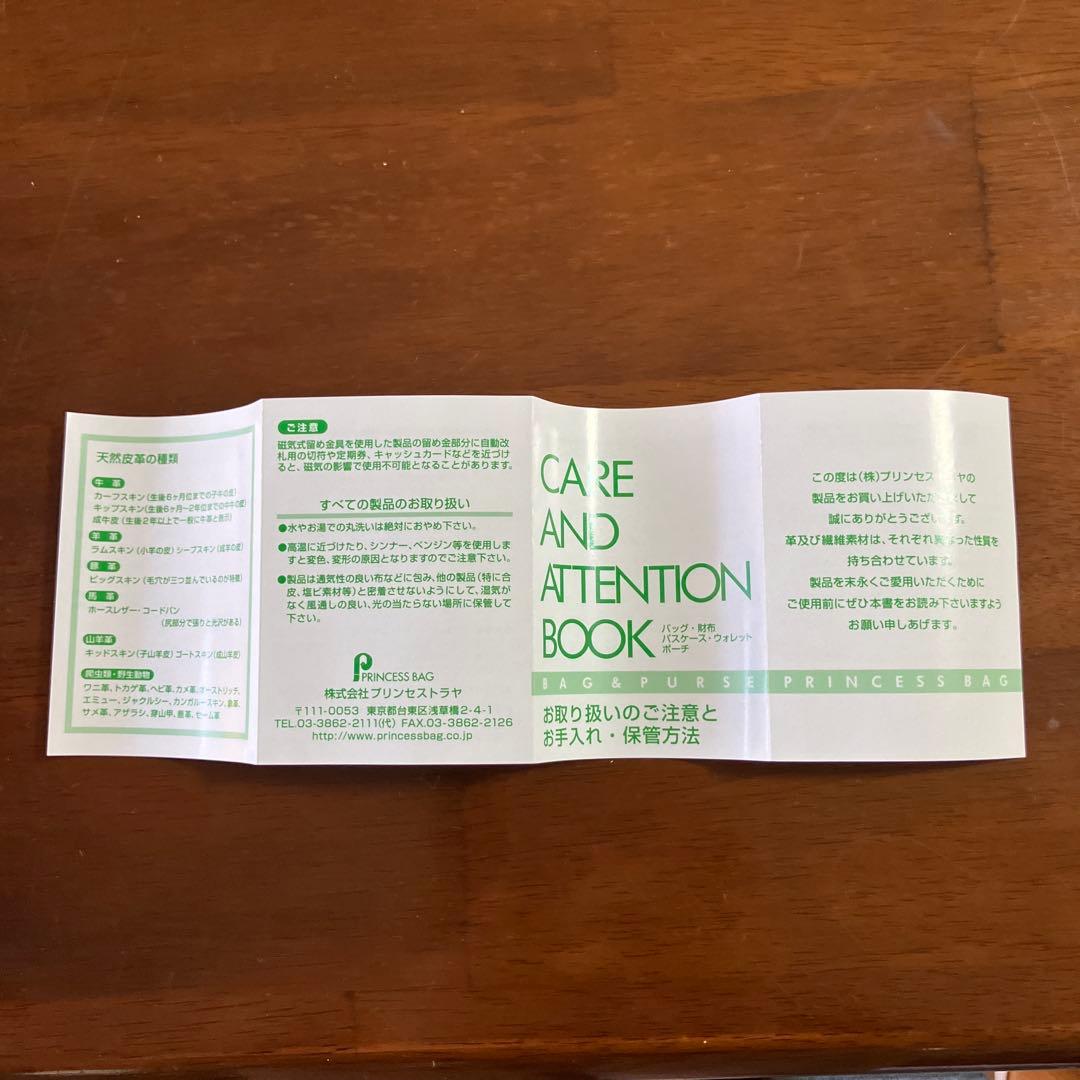 天然皮革の種類
牛 革
カーフスキン(生後6ヶ月位までの子牛の皮)
キップスキン(生後6ヶ月〜2年位までの中牛の皮)
成牛皮(生後2年以上で一般に牛革と表示)
羊 革
ラムスキン(小羊の皮) シープスキン(成羊の皮)
豚 革
ピッグスキン(毛穴が三つ並んでいるのが特徴)
馬 革
ホースレザー・コードバン
(尻部分で張りと光沢がある)
山羊革
キッドスキン(子山羊皮) ゴートスキン(成山羊皮)
爬虫類・野生動物
ワニ革、トカゲ革、ヘビ革、カメ革、オーストリッチ、
エミュー、ジャクルシー、カンガルースキン、象革、
サメ革、アザラシ、穿山甲、鹿革、セーム革
ご注意
磁気式留め金具を使用した製品の留め金部分に自動改
札用の切符や定期券、キャッシュカードなどを近づけ
ると、磁気の影響で使用不可能となることがあります。
すべての製品のお取り扱い
●水やお湯での丸洗いは絶対におやめ下さい。
●高温に近づけたり、シンナー、ベンジン等を使用しま
すと変色、変形の原因となりますのでご注意下さい。
●製品は通気性の良い布などに包み、他の製品(特に合
皮、塩ビ素材等)と密着させないようにして、湿気が
なく風通しの良い、光の当たらない場所に保管して
下さい。
PRINCESS BAG
株式会社プリンセストラヤ
〒111-0053 東京都台東区浅草橋2-4-1
TEL.03-3862-2111(代) FAX.03-3862-2126
http://www.princessbag.co.jp
CARE
AND
ATTENTION
BOOK
バッグ・財布
パスケース・ウォレット
ポーチ
BAG & PURSE PRINCESS BAG
お取り扱いのご注意と
お手入れ・保管方法
この度は(株)プリンセストラヤの
製品をお買い上げいただきまして
誠にありがとうございます。
革及び繊維素材は、それぞれ異なった性質を
持ち合わせています。
製品を末永くご愛用いただくために
ご使用前にぜひ本書をお読み下さいますよう
お願い申しあげます。